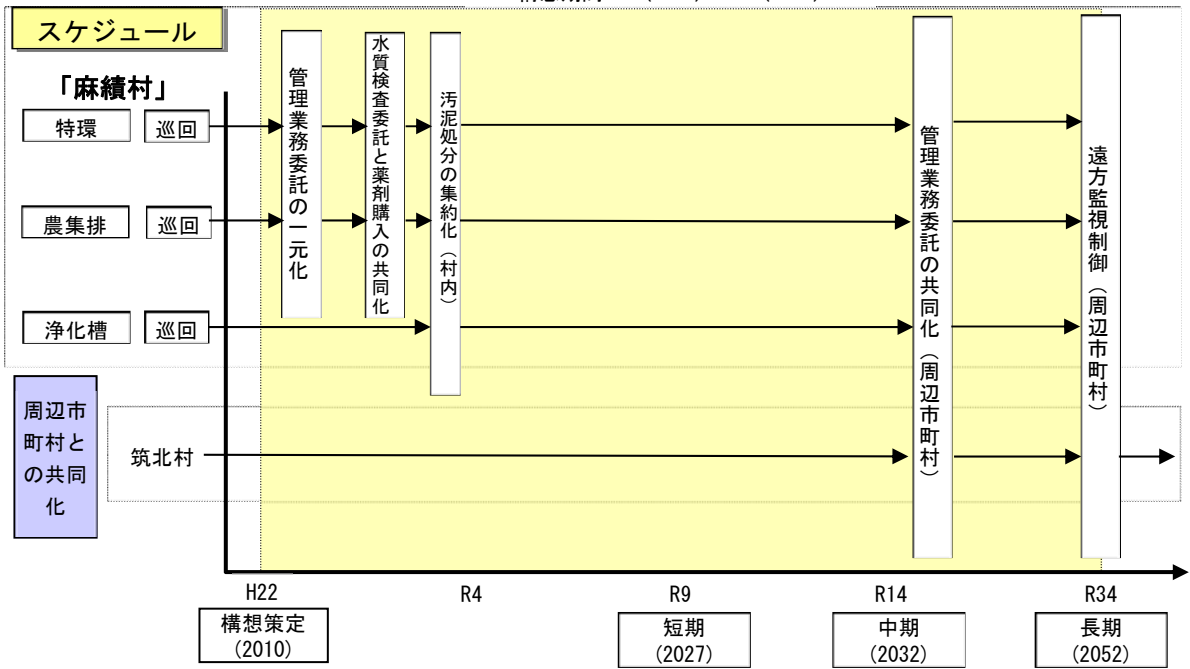 スケジュール
「麻績村」
特環
巡回
農集排
巡回
浄化槽
巡回
管理業務委託の一元化
水質検査委託と薬剤購入の共同化
汚泥処分の集約化（村内）
管理業務委託の共同化（周辺市町村）
遠方監視制御（周辺市町村）
周辺市
町村と
の共同
化
筑北村
H22
R4
R9
R14
R34
構想策定
(2010)
短期
(2027)
中期
(2032)
長期
(2052)